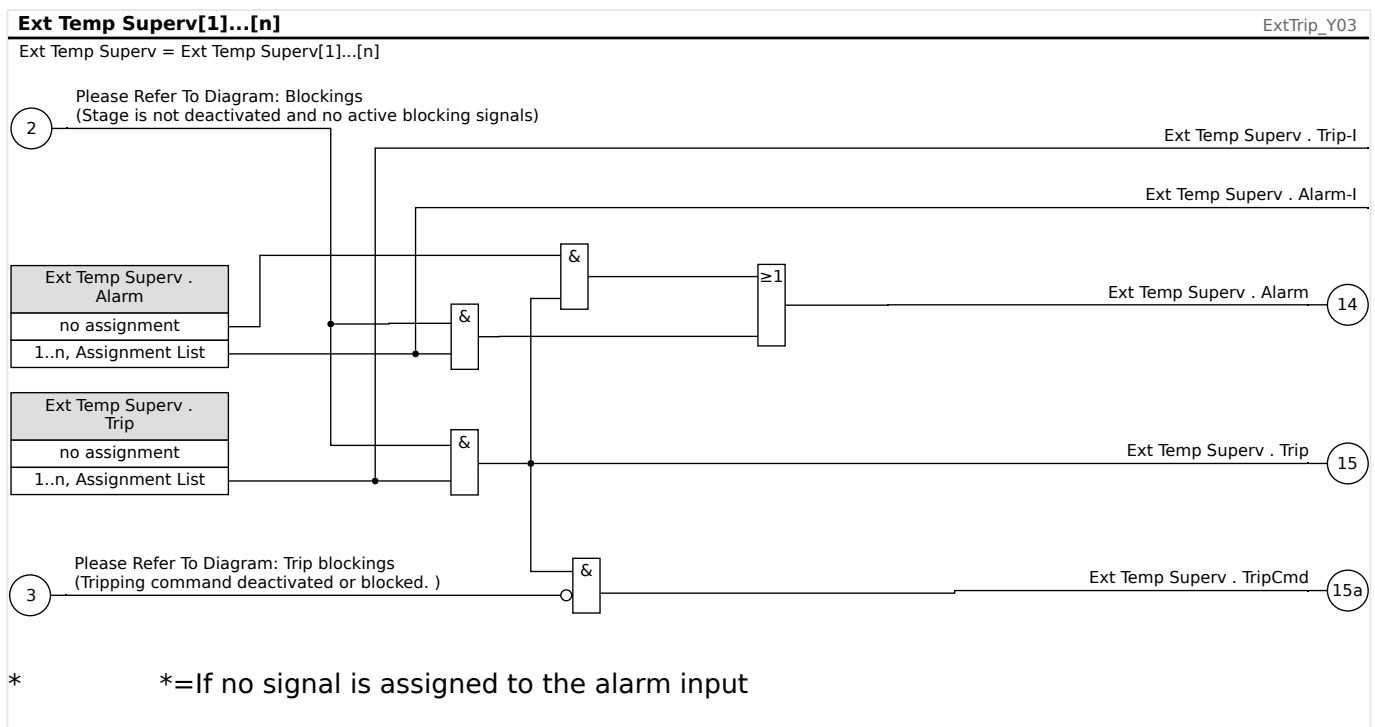 Ext Temp Superv[1]...[n]
ExtTrip_Y03
Ext Temp Superv = Ext Temp Superv[1]...[n]
Please Refer To Diagram: Blockings
(Stage is not deactivated and no active blocking signals)
2
Ext Temp Superv . Trip-I
Ext Temp Superv . Alarm-I
&
Ext Temp Superv .
Alarm
no assignment
1..n, Assignment List
&
≥1
Ext Temp Superv . Alarm
14
Ext Temp Superv .
Trip
no assignment
1..n, Assignment List
&
Ext Temp Superv . Trip
15
Please Refer To Diagram: Trip blockings
(Tripping command deactivated or blocked. )
3
&
Ext Temp Superv . TripCmd
15a
* *=If no signal is assigned to the alarm input